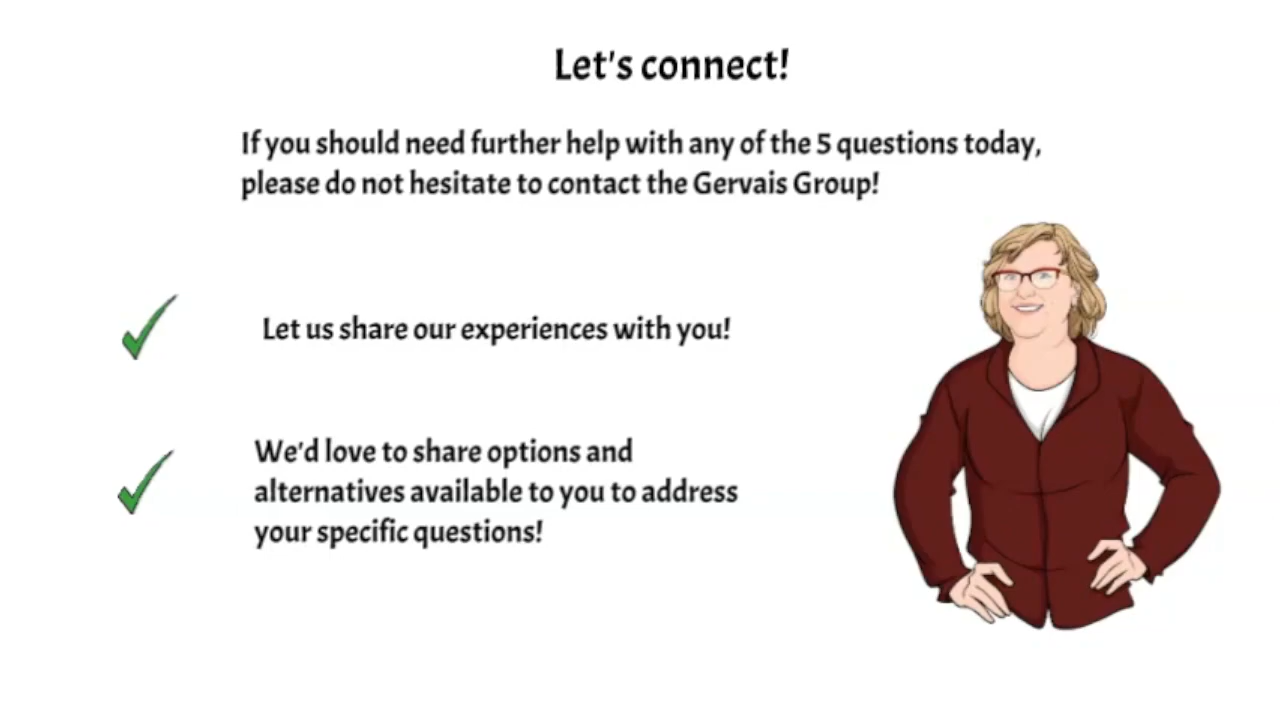 Let's connect!
If you should need further help with any of the 5 questions today,
please do not hesitate to contact the Gervais Group!
Let us share our experiences with you!
We'd love to share options and
alternatives available to you to address
your specific questions!